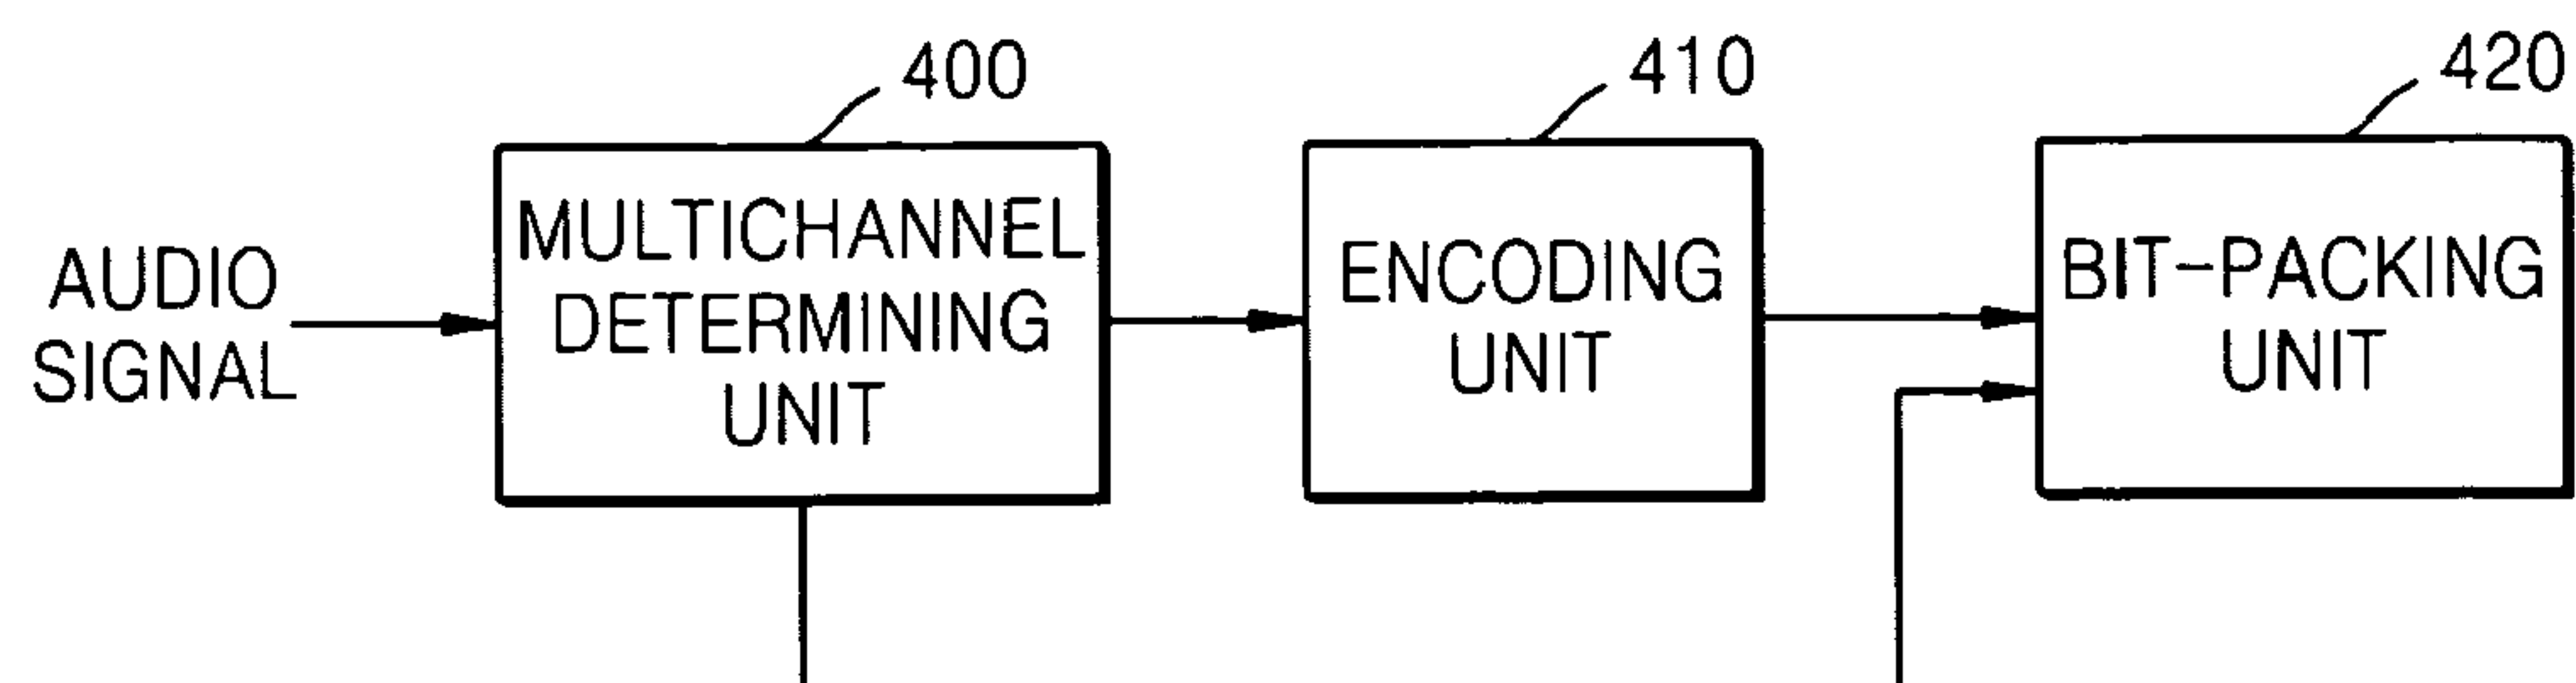 400
410
420
AUDIO
SIGNAL
MULTICHANNEL
DETERMINING
UNIT
ENCODING
UNIT
BIT-PACKING
UNIT